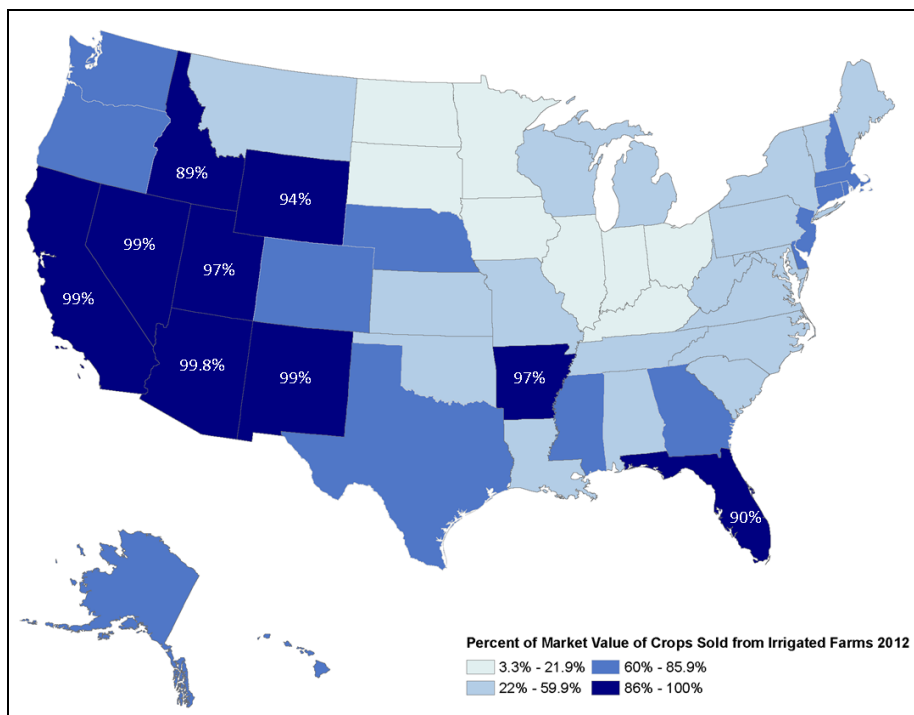 89%
94%
99%
97%
99%
99.8%
99%
97%
90%
Percent of Market Value of Crops Sold from Irrigated Farms 2012
3.3% - 21.9%
60% - 85.9%
22% - 59.9%
86% - 100%